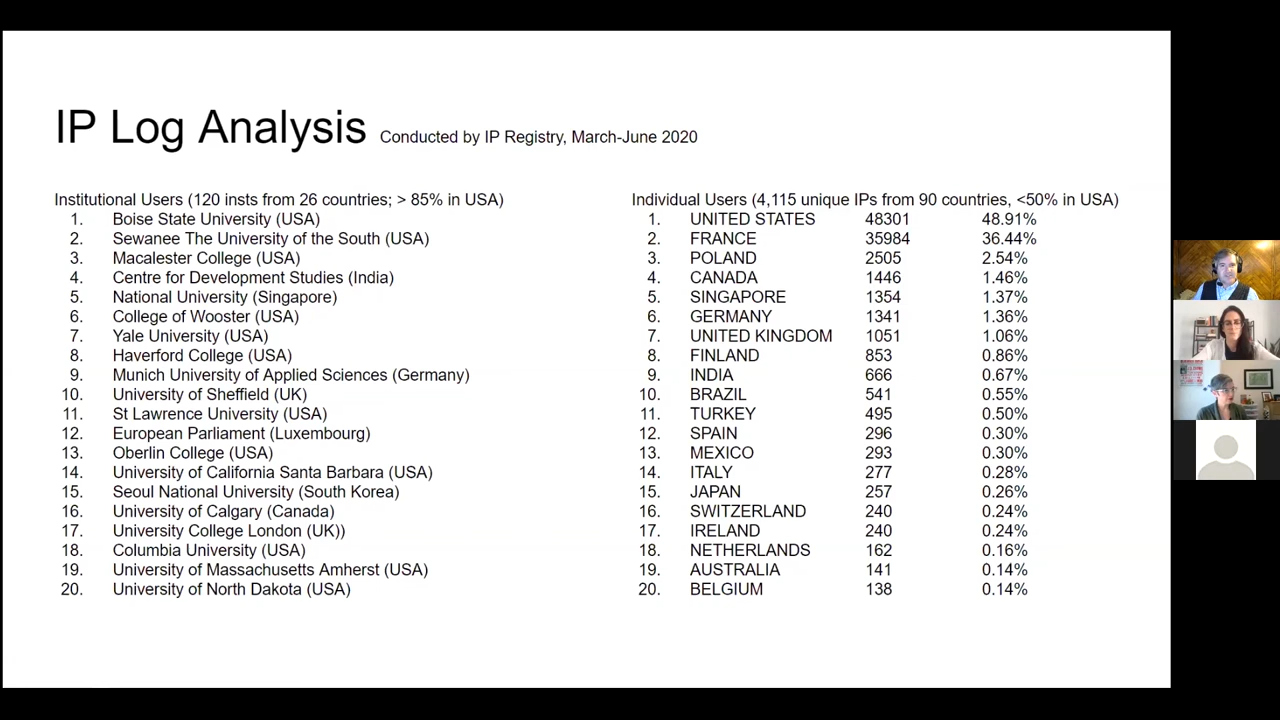 IP Log Analysis Conducted by IP Registry, March-June 2020
Institutional Users (120 insts from 26 countries; > 85% in USA)
1. Boise State University (USA)
2. Sewanee The University of the South (USA)
3. Macalester College (USA)
4. Centre for Development Studies (India)
5. National University (Singapore)
6. College of Wooster (USA)
7. Yale University (USA)
8. Haverford College (USA)
9. Munich University of Applied Sciences (Germany)
10. University of Sheffield (UK)
11. St Lawrence University (USA)
12. European Parliament (Luxembourg)
13. Oberlin College (USA)
14. University of California Santa Barbara (USA)
15. Seoul National University (South Korea)
16. University of Calgary (Canada)
17. University College London (UK))
18. Columbia University (USA)
19. University of Massachusetts Amherst (USA)
20. University of North Dakota (USA)
Individual Users (4,115 unique IPs from 90 countries, <50% in USA)
1. UNITED STATES 48301 48.91%
2. FRANCE 35984 36.44%
3. POLAND 2505 2.54%
4. CANADA 1446 1.46%
5. SINGAPORE 1354 1.37%
6. GERMANY 1341 1.36%
7. UNITED KINGDOM 1051 1.06%
8. FINLAND 853 0.86%
9. INDIA 666 0.67%
10. BRAZIL 541 0.55%
11. TURKEY 495 0.50%
12. SPAIN 296 0.30%
13. MEXICO 293 0.30%
14. ITALY 277 0.28%
15. JAPAN 257 0.26%
16. SWITZERLAND 240 0.24%
17. IRELAND 240 0.24%
18. NETHERLANDS 162 0.16%
19. AUSTRALIA 141 0.14%
20. BELGIUM 138 0.14%